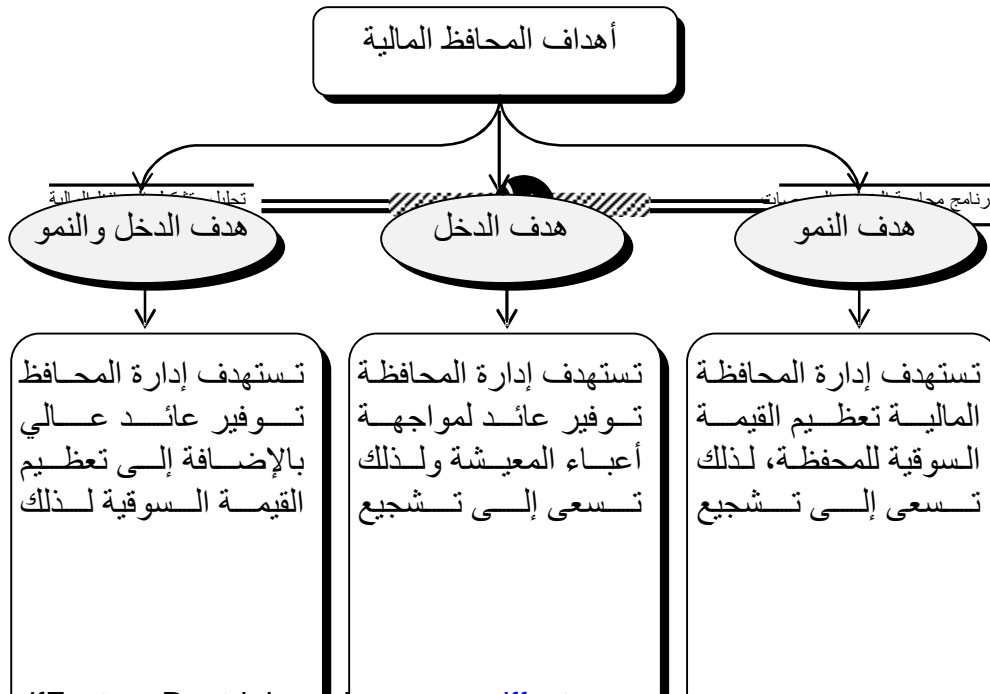 أهداف المحافظ المالية
هدف النمو
هدف الدخل
هدف الدخل والنمو
تستهدف إدارة المحافظة
المالية تعظيم القيمة
السوقية للمحفظة، لذلك
تسعى إلى تشجيع
تستهدف إدارة المحافظة
توفير عائد لمواجهة
أعباء المعيشة ولذلك
تسعى إلى تشجيع
تستهدف إدارة المحافظ
توفير عائد عالي
بالإضافة إلى تعظيم
القيمة السوقية لذلك